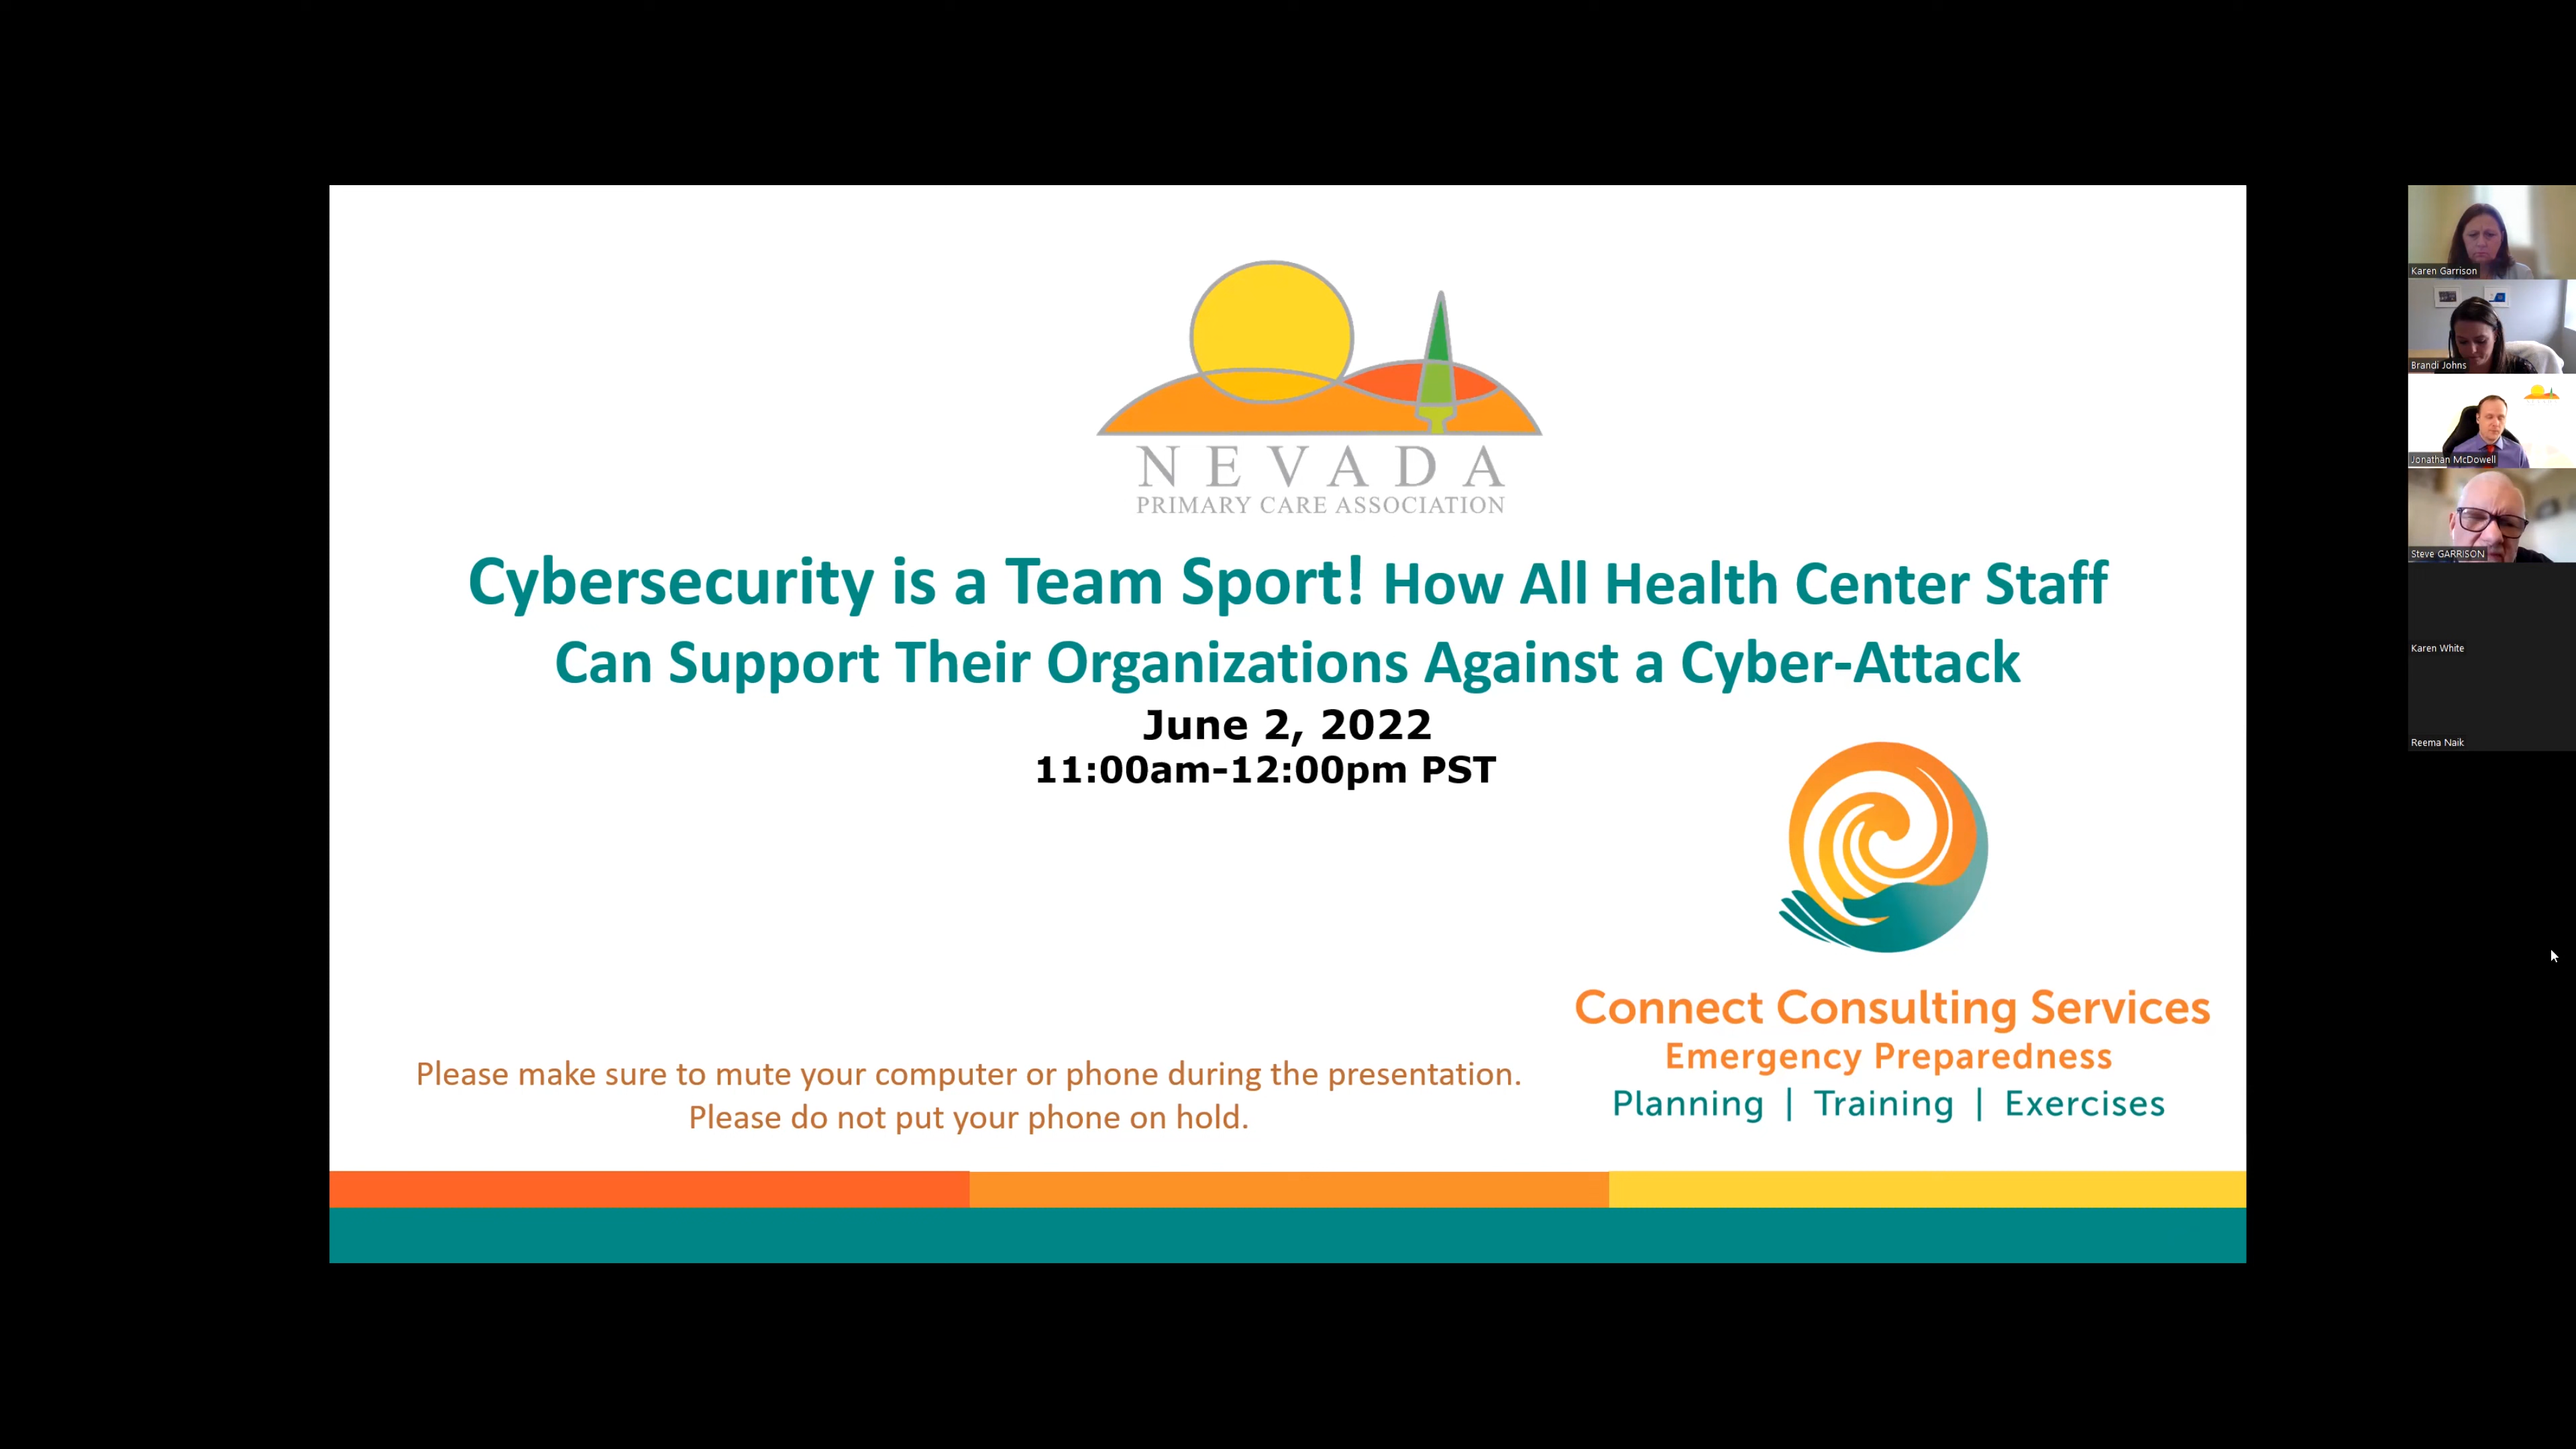 NEVADA
PRIMARY CARE ASSOCIATION
Cybersecurity is a Team Sport! How All Health Center Staff
Can Support Their Organizations Against a Cyber-Attack
June 2, 2022
11:00am-12:00pm PST
Connect Consulting Services
Emergency Preparedness
Planning | Training | Exercises
Please make sure to mute your computer or phone during the presentation.
Please do not put your phone on hold.
Karen Garrison
Brandi Johns
Jonathan McDowell
Steve GARRISON
Karen White
Reema Naik